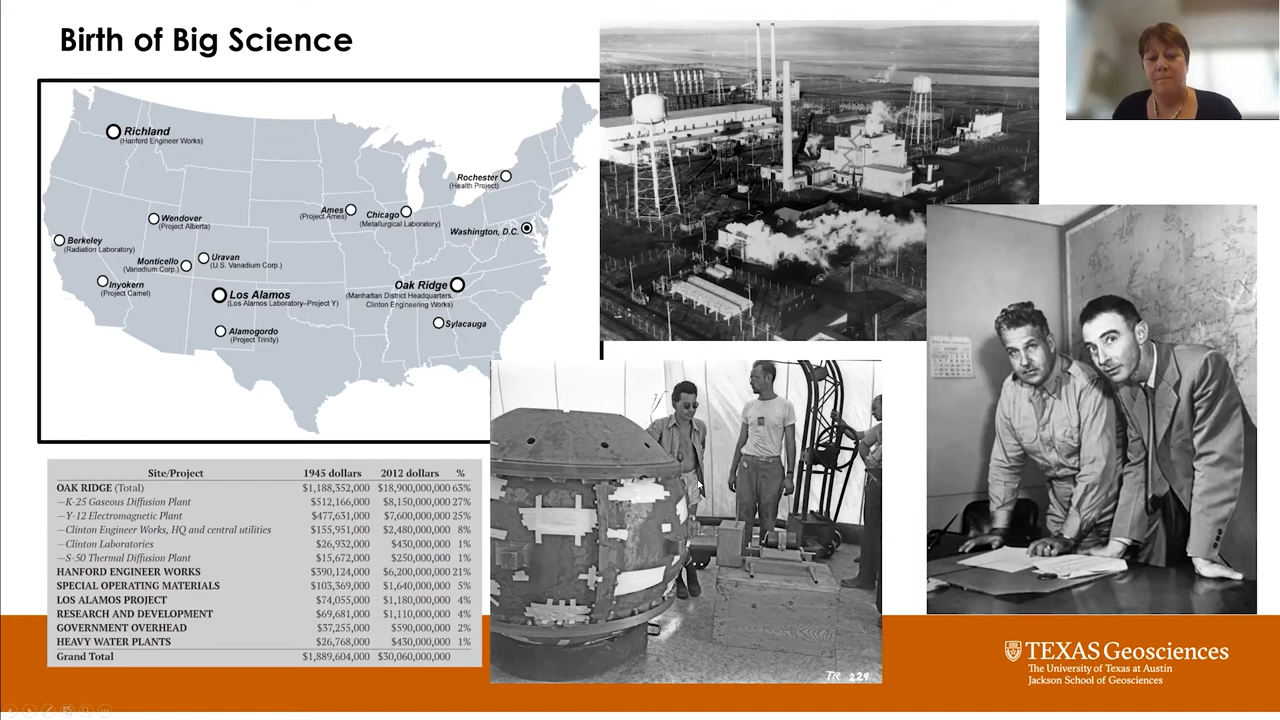 Birth of Big Science
Richland
(Hanford Engineer Works)
Rochester
(Health Project)
Ames
(Project Ames)
Chicago
(Metallurgical Laboratory)
Wendover
(Project Alberta)
Washington, D.C.
Berkeley
(Radiation Laboratory)
Uravan
(U.S. Vanadium Corp.)
Monticello
(Vanadium Corp.)
Inyokern
(Project Camel)
Los Alamos
(Los Alamos Laboratory–Project Y)
Oak Ridge
(Manhattan District Headquarters,
Clinton Engineering Works)
Sylacauga
Alamogordo
(Project Trinity)
Site/Project 1945 dollars 2012 dollars %
OAK RIDGE (Total) $1,188,352,000 $18,900,000,000 63%
—K-25 Gaseous Diffusion Plant $512,166,000 $8,150,000,000 27%
—Y-12 Electromagnetic Plant $477,631,000 $7,600,000,000 25%
—Clinton Engineer Works, HQ and central utilities $155,951,000 $2,480,000,000 8%
—Clinton Laboratories $26,932,000 $430,000,000 1%
—S-50 Thermal Diffusion Plant $15,672,000 $250,000,000 1%
HANFORD ENGINEER WORKS $390,124,000 $6,200,000,000 21%
SPECIAL OPERATING MATERIALS $103,369,000 $1,640,000,000 5%
LOS ALAMOS PROJECT $74,055,000 $1,180,000,000 4%
RESEARCH AND DEVELOPMENT $69,681,000 $1,110,000,000 4%
GOVERNMENT OVERHEAD $37,255,000 $590,000,000 2%
HEAVY WATER PLANTS $26,768,000 $430,000,000 1%
Grand Total $1,889,604,000 $30,060,000,000
TR 229
TEXAS Geosciences
The University of Texas at Austin
Jackson School of Geosciences